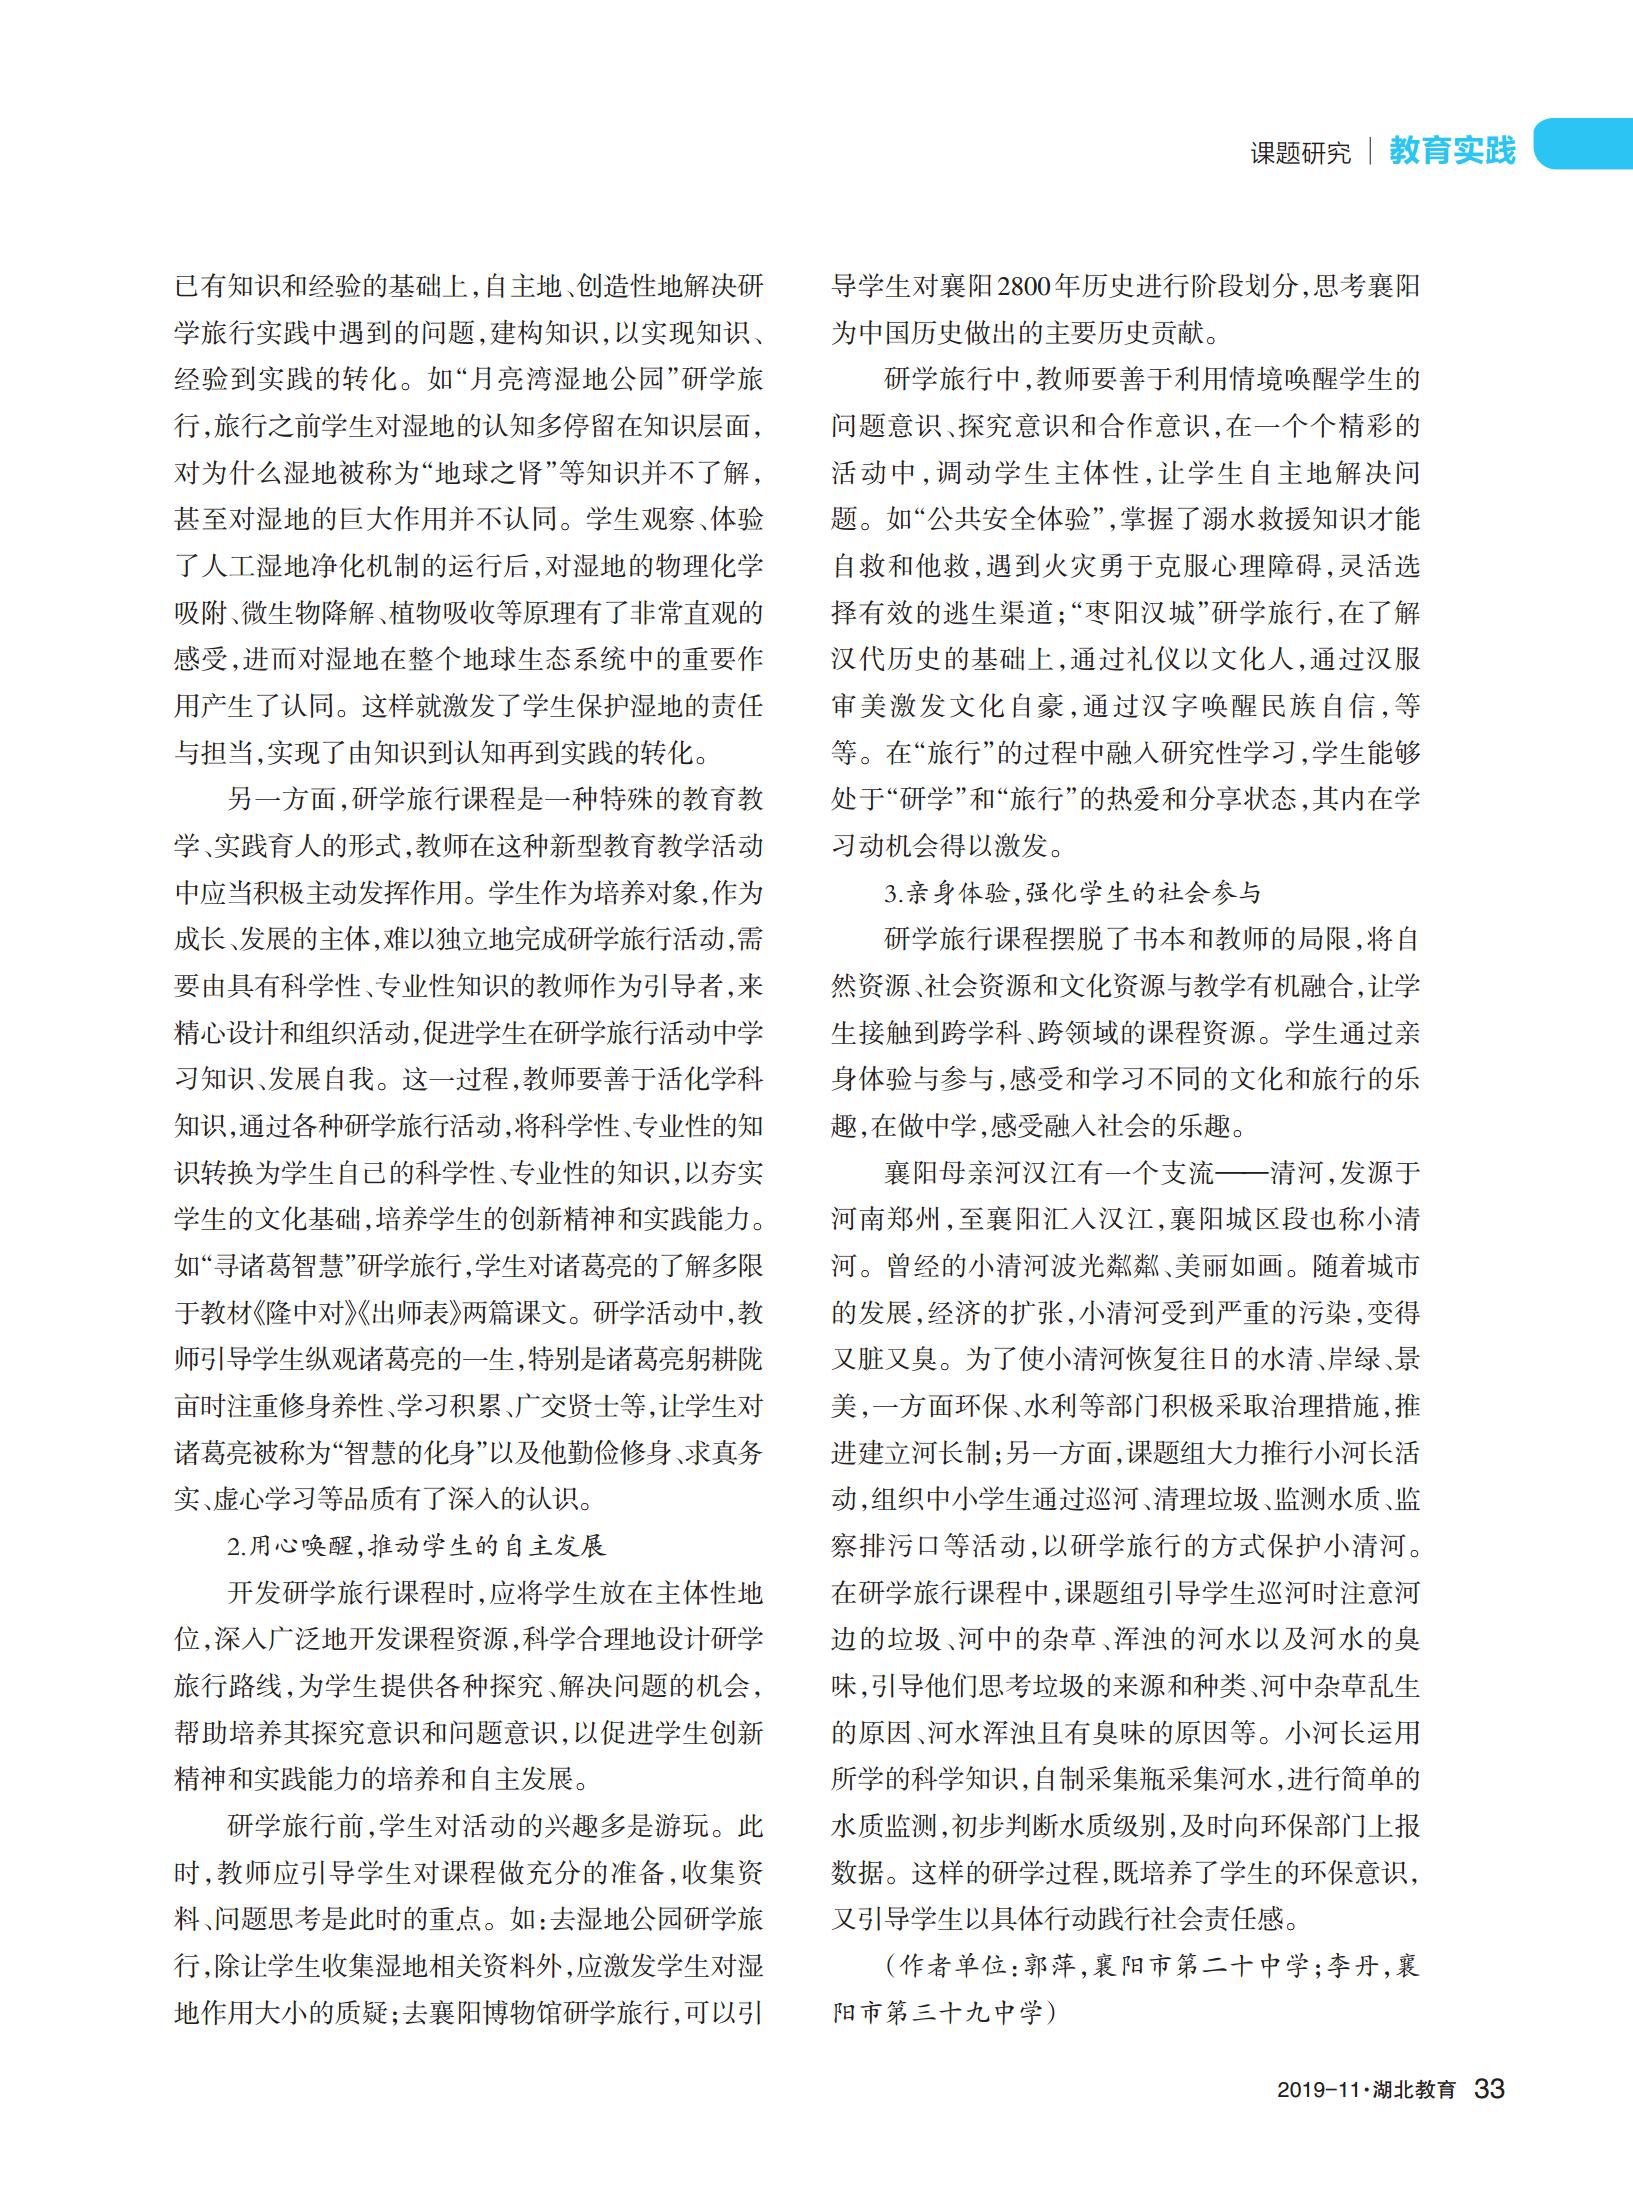 课题研究 | 教育实践
已有知识和经验的基础上,自主地、创造性地解决研
学旅行实践中遇到的问题,建构知识,以实现知识、
经验到实践的转化。如“月亮湾湿地公园”研学旅
行,旅行之前学生对湿地的认知多停留在知识层面,
对为什么湿地被称为“地球之肾”等知识并不了解,
甚至对湿地的巨大作用并不认同。学生观察、体验
了人工湿地净化机制的运行后,对湿地的物理化学
吸附、微生物降解、植物吸收等原理有了非常直观的
感受,进而对湿地在整个地球生态系统中的重要作
用产生了认同。这样就激发了学生保护湿地的责任
与担当,实现了由知识到认知再到实践的转化。
另一方面,研学旅行课程是一种特殊的教育教
学、实践育人的形式,教师在这种新型教育教学活动
中应当积极主动发挥作用。学生作为培养对象,作为
成长、发展的主体,难以独立地完成研学旅行活动,需
要由具有科学性、专业性知识的教师作为引导者,来
精心设计和组织活动,促进学生在研学旅行活动中学
习知识、发展自我。这一过程,教师要善于活化学科
知识,通过各种研学旅行活动,将科学性、专业性的知
识转换为学生自己的科学性、专业性的知识,以夯实
学生的文化基础,培养学生的创新精神和实践能力。
如“寻诸葛智慧”研学旅行,学生对诸葛亮的了解多限
于教材《隆中对》《出师表》两篇课文。研学活动中,教
师引导学生纵观诸葛亮的一生,特别是诸葛亮躬耕陇
亩时注重修身养性、学习积累、广交贤士等,让学生对
诸葛亮被称为“智慧的化身”以及他勤俭修身、求真务
实、虚心学习等品质有了深入的认识。
2.用心唤醒,推动学生的自主发展
开发研学旅行课程时,应将学生放在主体性地
位,深入广泛地开发课程资源,科学合理地设计研学
旅行路线,为学生提供各种探究、解决问题的机会,
帮助培养其探究意识和问题意识,以促进学生创新
精神和实践能力的培养和自主发展。
研学旅行前,学生对活动的兴趣多是游玩。此
时,教师应引导学生对课程做充分的准备,收集资
料、问题思考是此时的重点。如:去湿地公园研学旅
行,除让学生收集湿地相关资料外,应激发学生对湿
地作用大小的质疑;去襄阳博物馆研学旅行,可以引
导学生对襄阳2800年历史进行阶段划分,思考襄阳
为中国历史做出的主要历史贡献。
研学旅行中,教师要善于利用情境唤醒学生的
问题意识、探究意识和合作意识,在一个个精彩的
活动中,调动学生主体性,让学生自主地解决问
题。如“公共安全体验”,掌握了溺水救援知识才能
自救和他救,遇到火灾勇于克服心理障碍,灵活选
择有效的逃生渠道;“枣阳汉城”研学旅行,在了解
汉代历史的基础上,通过礼仪以文化人,通过汉服
审美激发文化自豪,通过汉字唤醒民族自信,等
等。在“旅行”的过程中融入研究性学习,学生能够
处于“研学”和“旅行”的热爱和分享状态,其内在学
习动机会得以激发。
3.亲身体验,强化学生的社会参与
研学旅行课程摆脱了书本和教师的局限,将自
然资源、社会资源和文化资源与教学有机融合,让学
生接触到跨学科、跨领域的课程资源。学生通过亲
身体验与参与,感受和学习不同的文化和旅行的乐
趣,在做中学,感受融入社会的乐趣。
襄阳母亲河汉江有一个支流——清河,发源于
河南郑州,至襄阳汇入汉江,襄阳城区段也称小清
河。曾经的小清河波光粼粼、美丽如画。随着城市
的发展,经济的扩张,小清河受到严重的污染,变得
又脏又臭。为了使小清河恢复往日的水清、岸绿、景
美,一方面环保、水利等部门积极采取治理措施,推
进建立河长制;另一方面,课题组大力推行小河长活
动,组织中小学生通过巡河、清理垃圾、监测水质、监
察排污口等活动,以研学旅行的方式保护小清河。
在研学旅行课程中,课题组引导学生巡河时注意河
边的垃圾、河中的杂草、浑浊的河水以及河水的臭
味,引导他们思考垃圾的来源和种类、河中杂草乱生
的原因、河水浑浊且有臭味的原因等。小河长运用
所学的科学知识,自制采集瓶采集河水,进行简单的
水质监测,初步判断水质级别,及时向环保部门上报
数据。这样的研学过程,既培养了学生的环保意识,
又引导学生以具体行动践行社会责任感。
(作者单位:郭萍,襄阳市第二十中学;李丹,襄
阳市第三十九中学)
2019-11·湖北教育 33